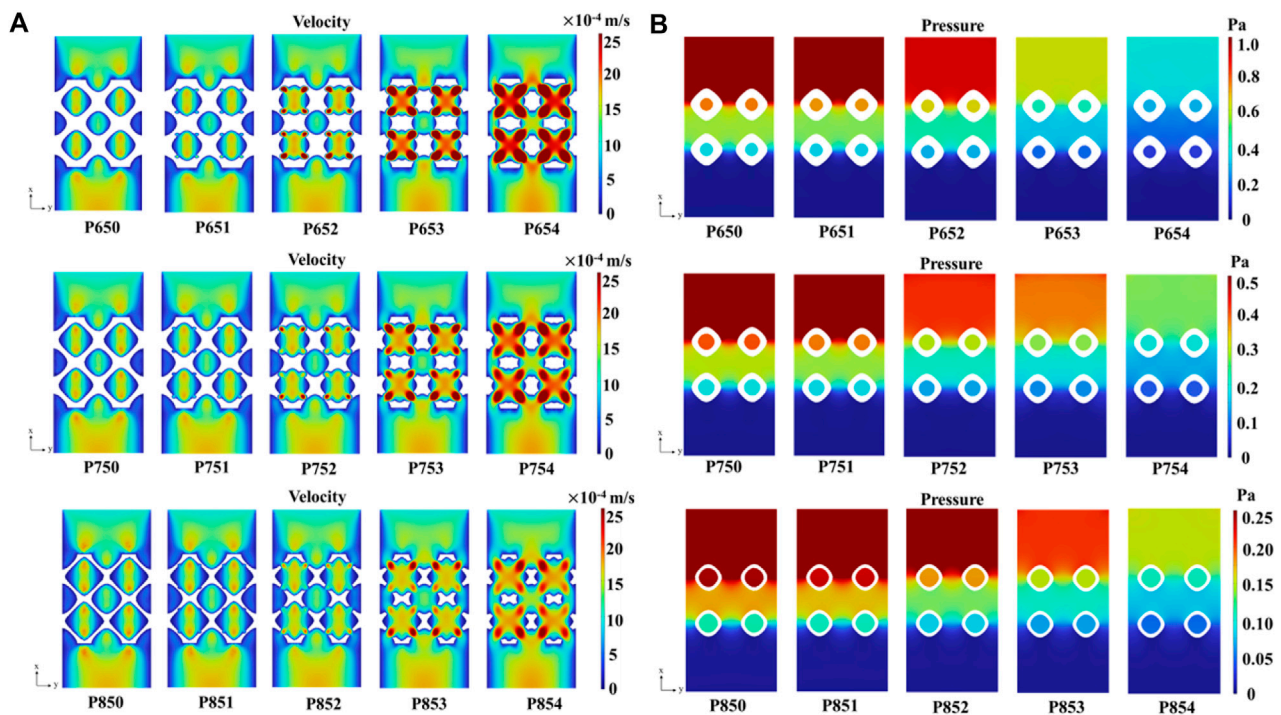 A
Velocity
×10⁻⁴ m/s
25
20
15
10
5
0
x
y
P650 P651 P652 P653 P654
Velocity
×10⁻⁴ m/s
25
20
15
10
5
0
x
y
P750 P751 P752 P753 P754
Velocity
×10⁻⁴ m/s
25
20
15
10
5
0
x
y
P850 P851 P852 P853 P854
B
Pressure
Pa
1.0
0.8
0.6
0.4
0.2
0
x
y
P650 P651 P652 P653 P654
Pressure
Pa
0.5
0.4
0.3
0.2
0.1
0
x
y
P750 P751 P752 P753 P754
Pressure
Pa
0.25
0.20
0.15
0.10
0.05
0
x
y
P850 P851 P852 P853 P854